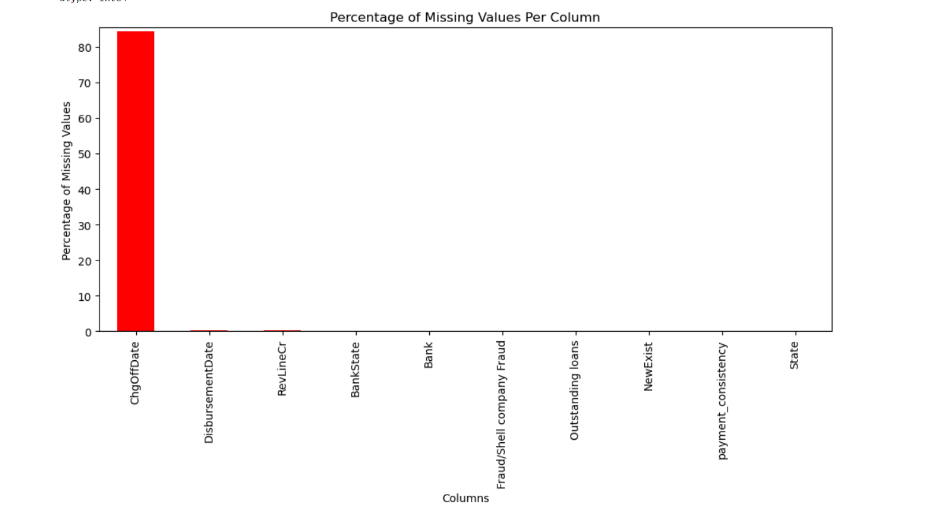 Percentage of Missing Values Per Column
Percentage of Missing Values
80
70
60
50
40
30
20
10
0
ChgOffDate
DisbursementDate
RevLineCr
BankState
Bank
Fraud/Shell company Fraud
Outstanding loans
NewExist
payment_consistency
State
Columns